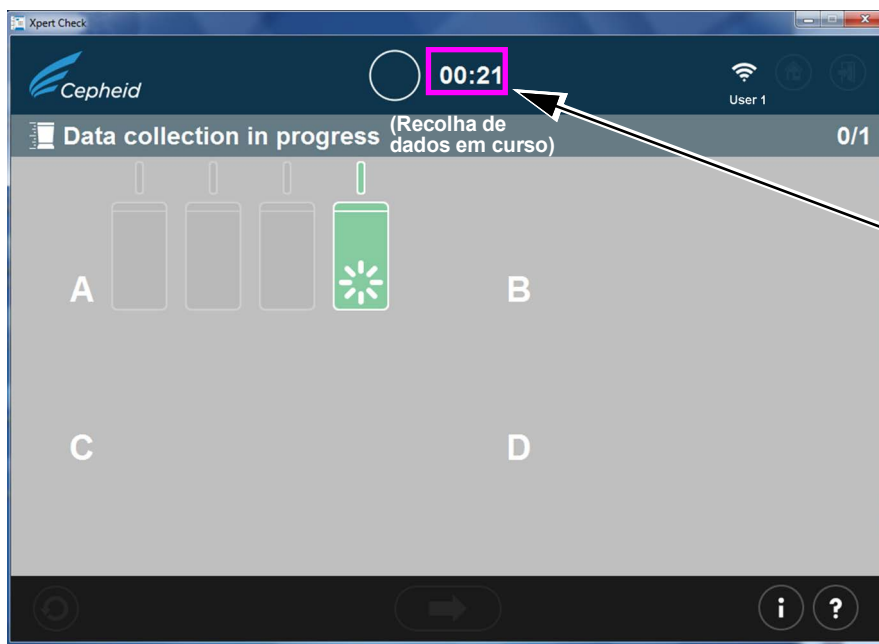 Xpert Check
Cepheid
00:21
User 1
Data collection in progress
(Recolha de
dados em curso)
0/1
A
B
C
D
i
?